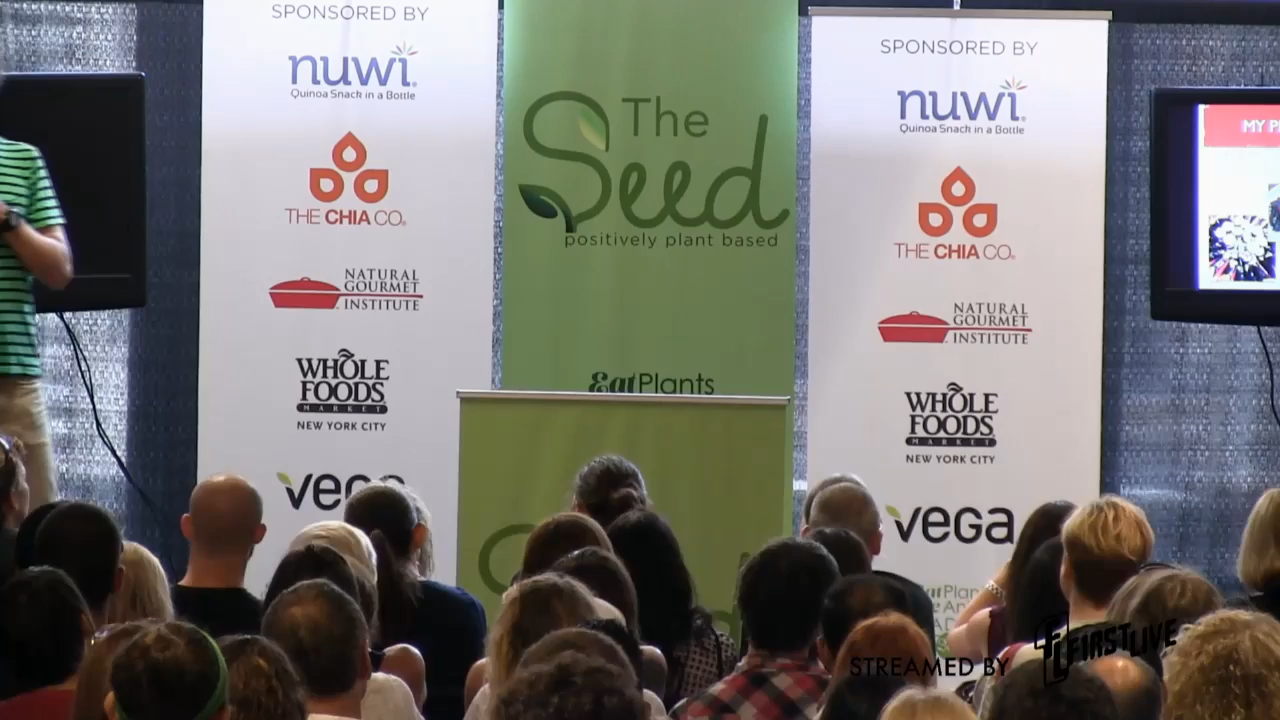 SPONSORED BY
nuwi
Quinoa Snack in a Bottle
THE CHIA CO.
NATURAL
GOURMET
INSTITUTE
WHOLE
FOODS
MARKET
NEW YORK CITY
The
Seed
positively plant based
EatPlants
SPONSORED BY
nuwi
Quinoa Snack in a Bottle
THE CHIA CO.
NATURAL
GOURMET
INSTITUTE
WHOLE
FOODS
MARKET
NEW YORK CITY
vega
MY P
STREAMED BY FIRSTLIVE